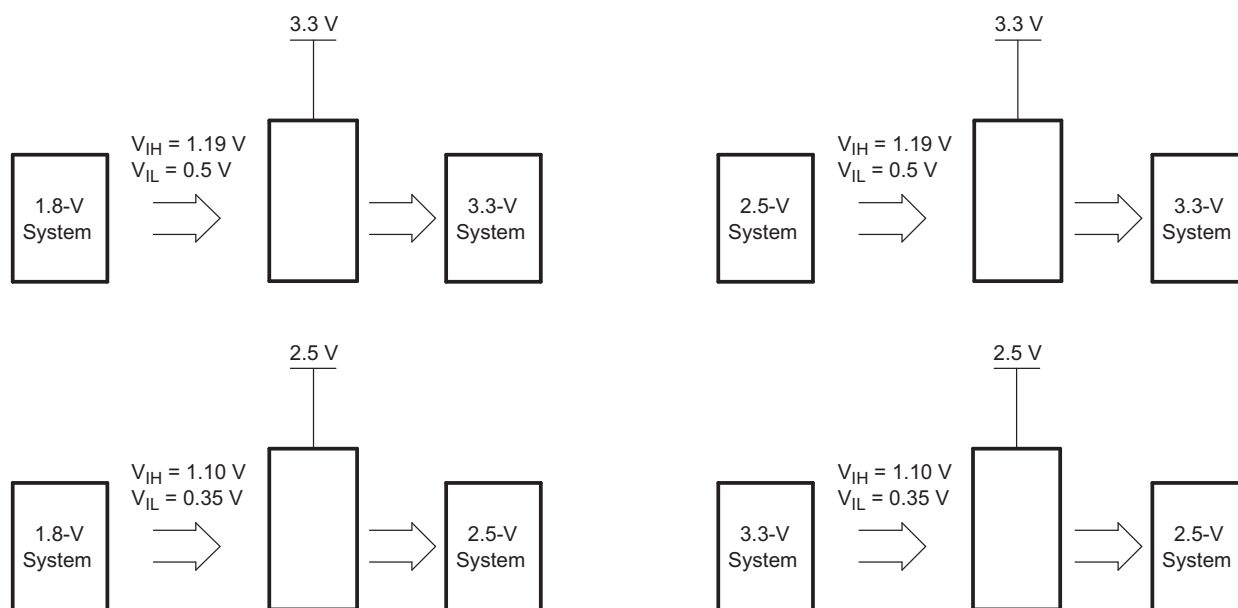 3.3 V
V_IH = 1.19 V
V_IL = 0.5 V
1.8-V
System
3.3-V
System
3.3 V
V_IH = 1.19 V
V_IL = 0.5 V
2.5-V
System
3.3-V
System
2.5 V
V_IH = 1.10 V
V_IL = 0.35 V
1.8-V
System
2.5-V
System
2.5 V
V_IH = 1.10 V
V_IL = 0.35 V
3.3-V
System
2.5-V
System